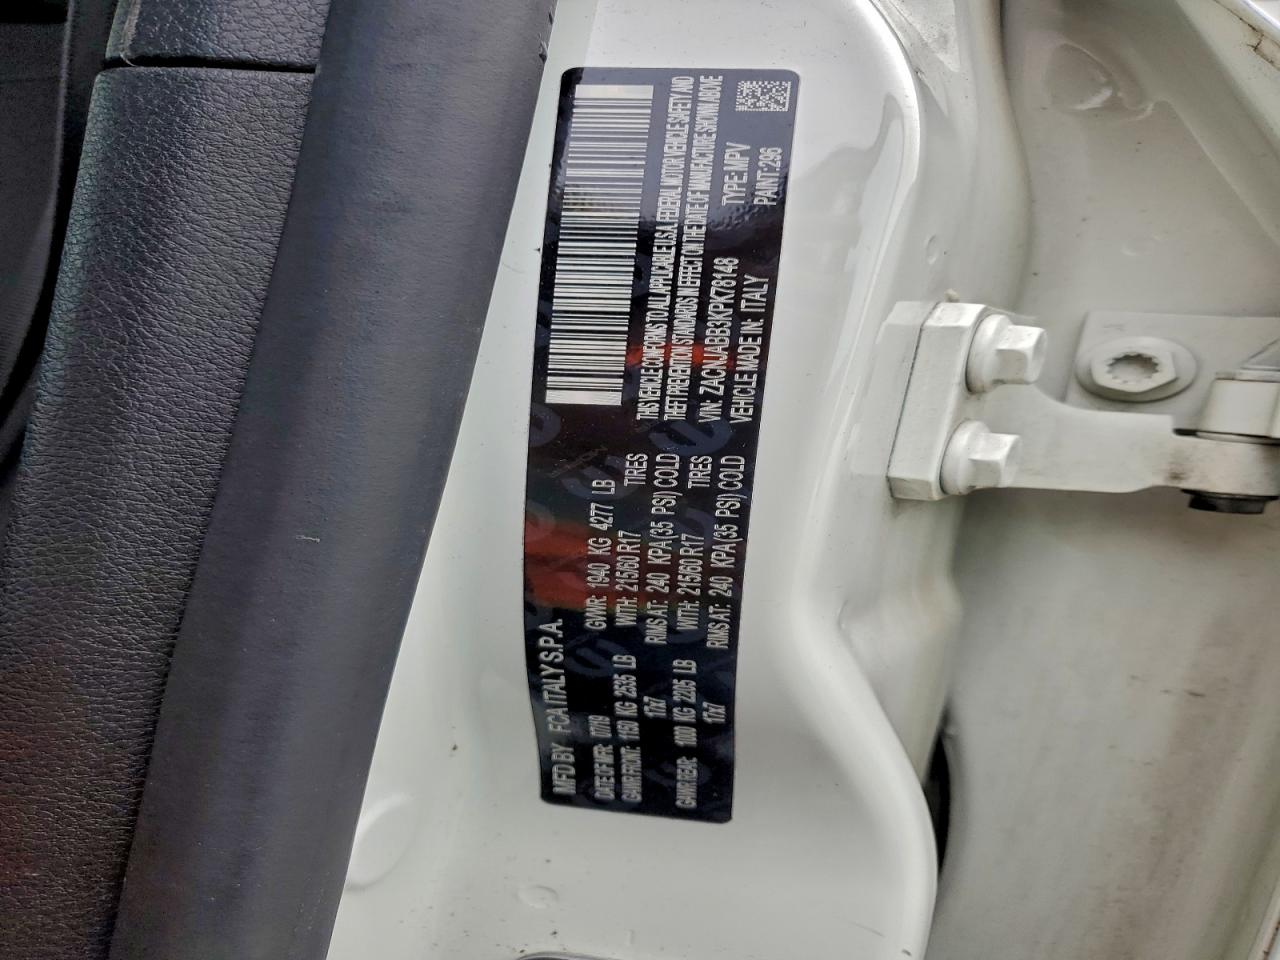 MFD BY FCA ITALY S.P.A.
DATE OF MFR: 07/19 GVWR: 1940 KG 4277 LB
GAWR FRONT: 1150 KG 2535 LB WITH: 215/60 R17 TIRES
17x7 RIMS AT: 240 KPA(35 PSI) COLD
GAWR REAR: 1000 KG 2205 LB WITH: 215/60 R17 TIRES
17x7 RIMS AT: 240 KPA(35 PSI) COLD
THIS VEHICLE CONFORMS TO ALL APPLICABLE U.S.A. FEDERAL MOTOR VEHICLE SAFETY AND
THEFT PREVENTION STANDARDS IN EFFECT ON THE DATE OF MANUFACTURE SHOWN ABOVE
VIN: ZACNJABB3KPK78148 TYPE: MPV
VEHICLE MADE IN: ITALY PAINT: 296